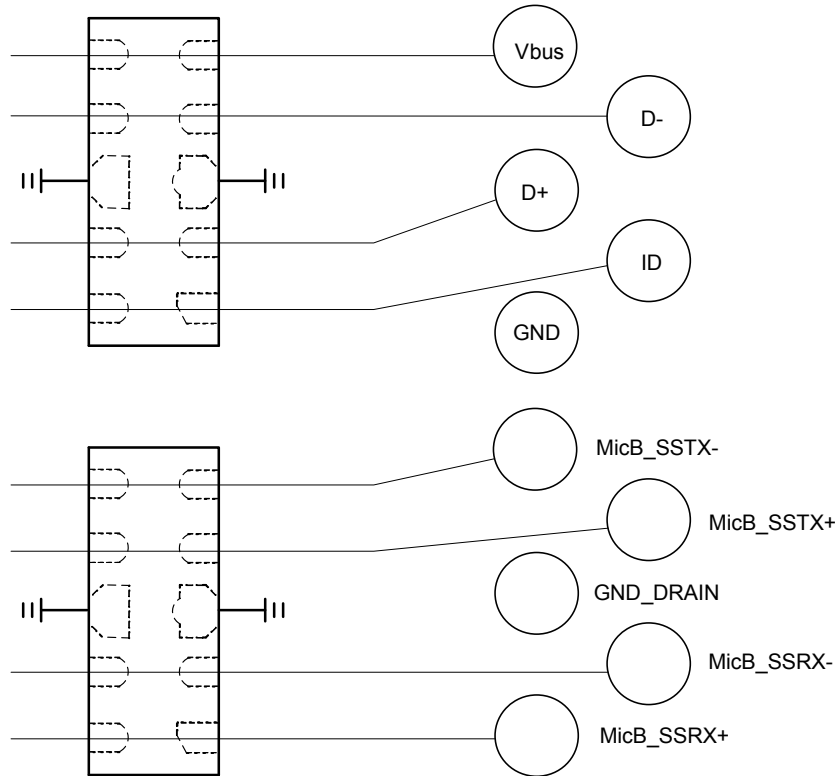 Vbus
D-
D+
ID
GND
MicB_SSTX-
MicB_SSTX+
GND_DRAIN
MicB_SSRX-
MicB_SSRX+